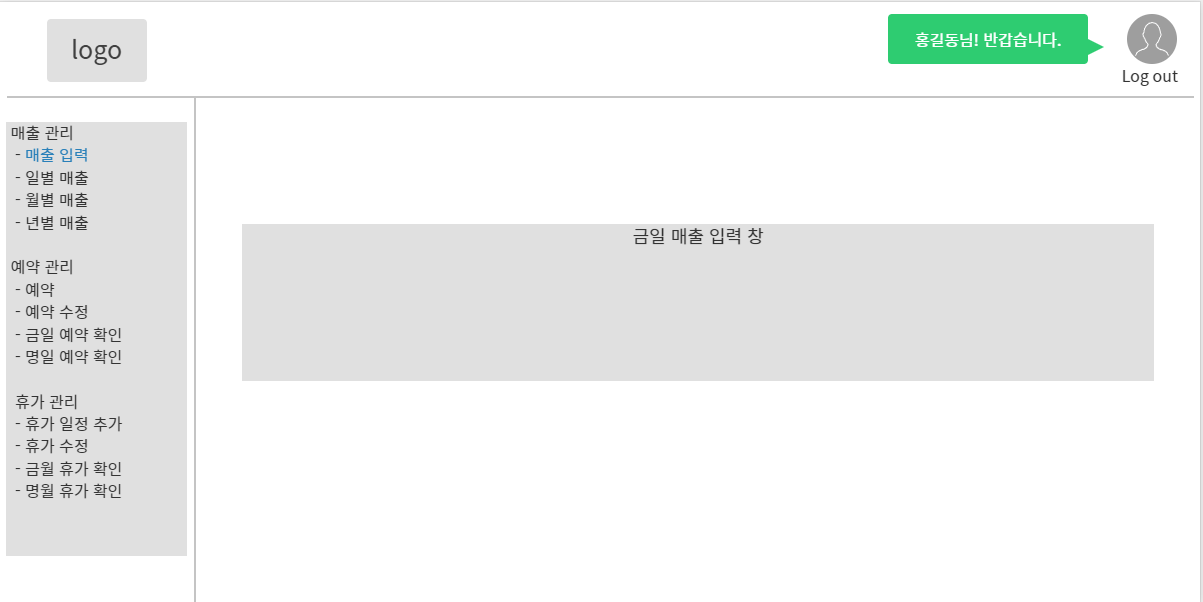 logo
홍길동님! 반갑습니다.
Log out
매출 관리
- 매출 입력
- 일별 매출
- 월별 매출
- 년별 매출
예약 관리
- 예약
- 예약 수정
- 금일 예약 확인
- 명일 예약 확인
휴가 관리
- 휴가 일정 추가
- 휴가 수정
- 금월 휴가 확인
- 명월 휴가 확인
금일 매출 입력 창